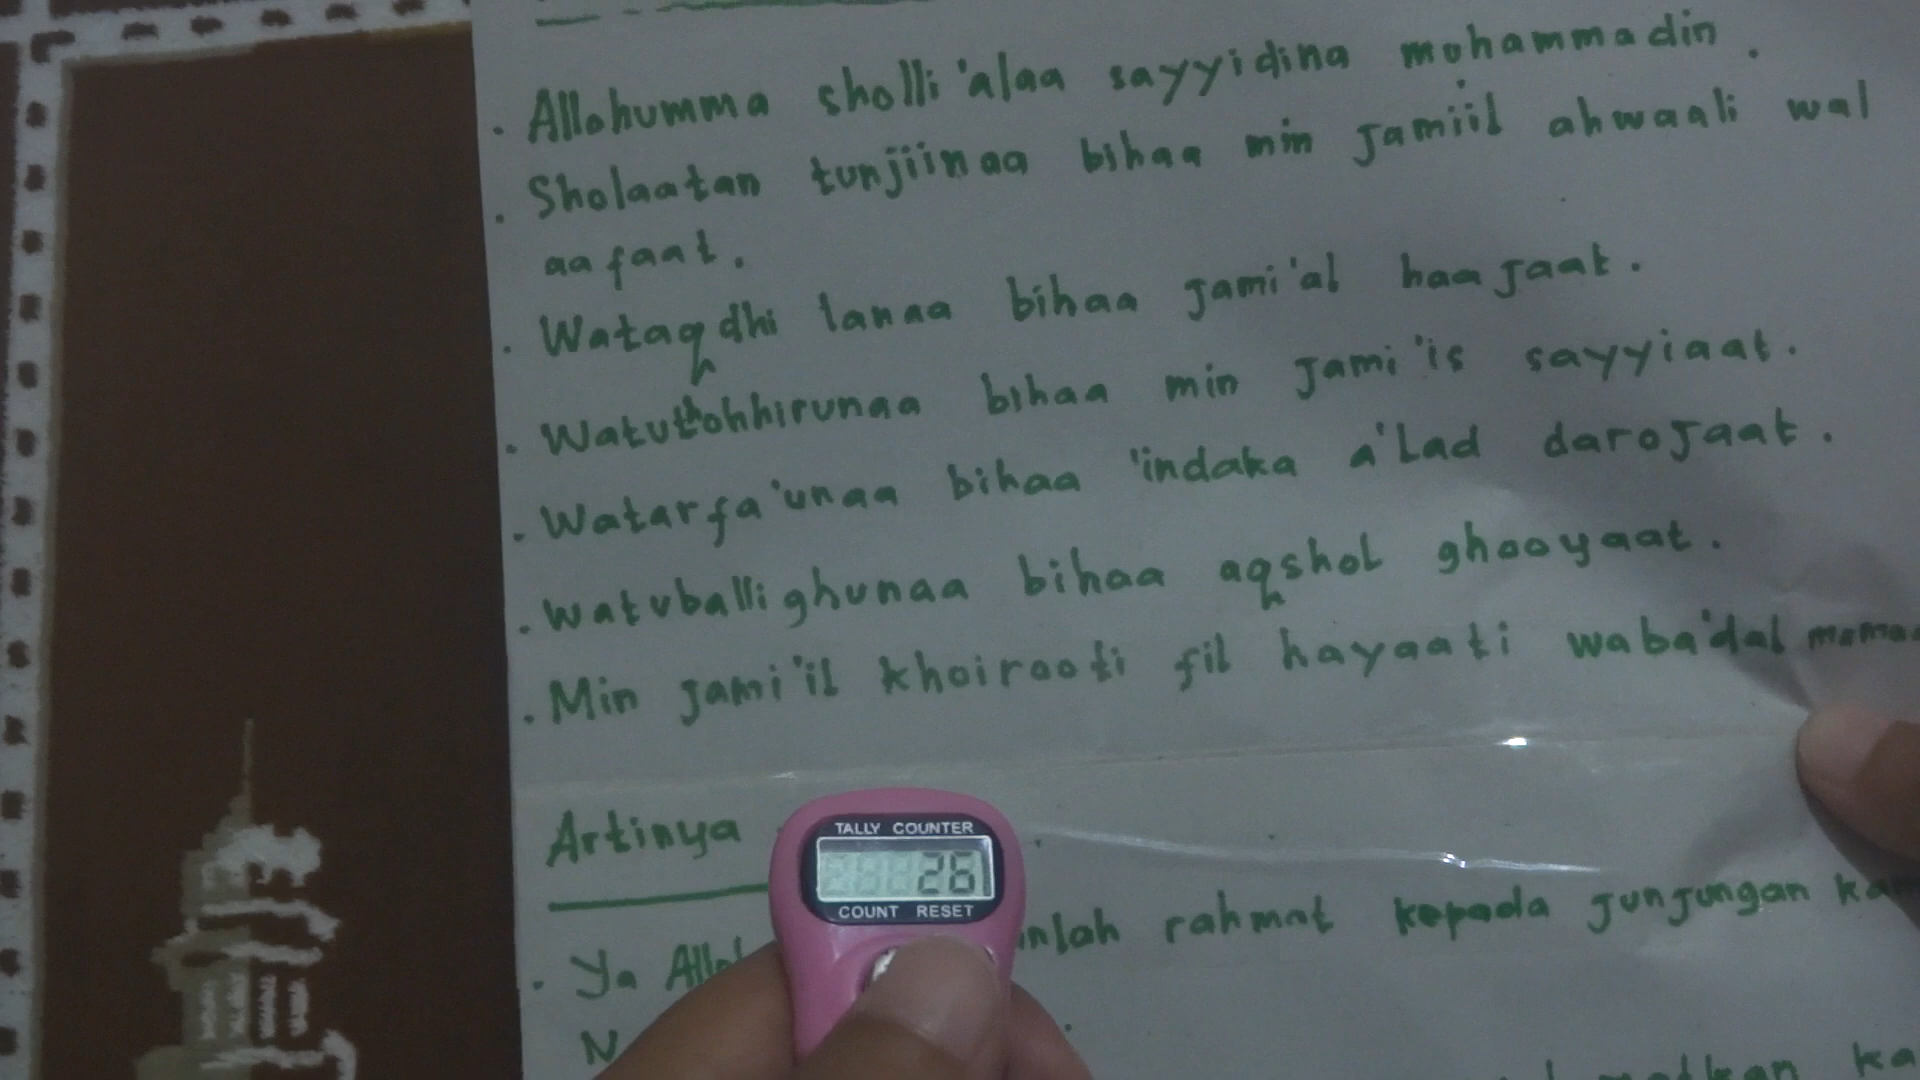 . Allohumma sholli 'alaa sayyidina mohammadin .
. Sholaatan tunjiinaa bihaa min jamiil ahwaali wal
aafaat.
. Wataqdhi lanaa bihaa jami'al haajaat.
. Watuthohhirunaa bihaa min jami'is sayyiaat.
. Watarfa'unaa bihaa 'indaka a'lad darojaat.
. Watuballighunaa bihaa aqshol ghooyaat.
. Min jami'il khoirooti fil hayaati waba'dal
Artinya
TALLY COUNTER
26
COUNT RESET
. Ya rahmat kepada junjungan